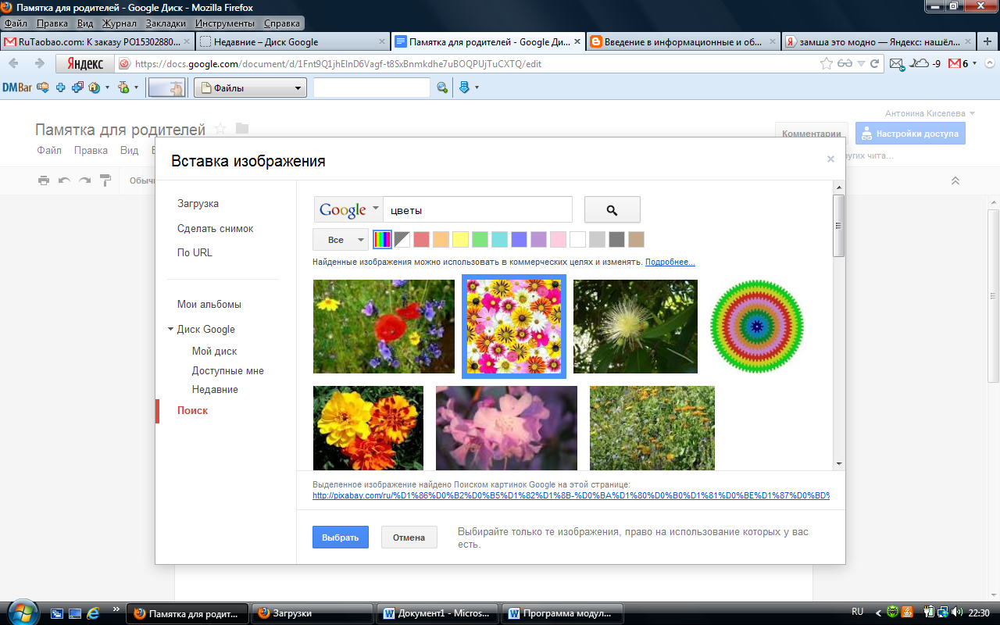 Памятка для родителей - Google Диск - Mozilla Firefox
Файл Правка Вид Журнал Закладки Инструменты Справка
RuTaobao.com: К заказу PO15302880... Недавние – Диск Google Памятка для родителей - Google Ди... Введение в информационные и об... замша это модно — Яндекс: нашёл...
Яндекс https://docs.google.com/document/d/1Fnt9Q1jhEInD6Vagf-t8SxBnmkdhe7uBOQPUjTuCXTQ/edit -9 6
DMBar Файлы
Антонина Киселева
Памятка для родителей
Комментарии Настройки доступа
Файл Правка Вид
других чита...
Вставка изображения
Загрузка
Сделать снимок
По URL
Мои альбомы
Диск Google
Мой диск
Доступные мне
Недавние
Поиск
Google цветы
Все
Найденные изображения можно использовать в коммерческих целях и изменять. Подробнее...
Выделенное изображение найдено Поиском картинок Google на этой странице:
http://pixabay.com/ru/%D1%86%D0%B2%D0%B5%D1%82%D1%8B-%D0%BA%D1%80%D0%B0%D1%81%D0%BE%D1%87%D0%BD%
Выбрать Отмена Выбирайте только те изображения, право на использование которых у вас
есть.
Памятка для родит... Загрузки Документ1 - Micros... Программа модул... RU 22:30